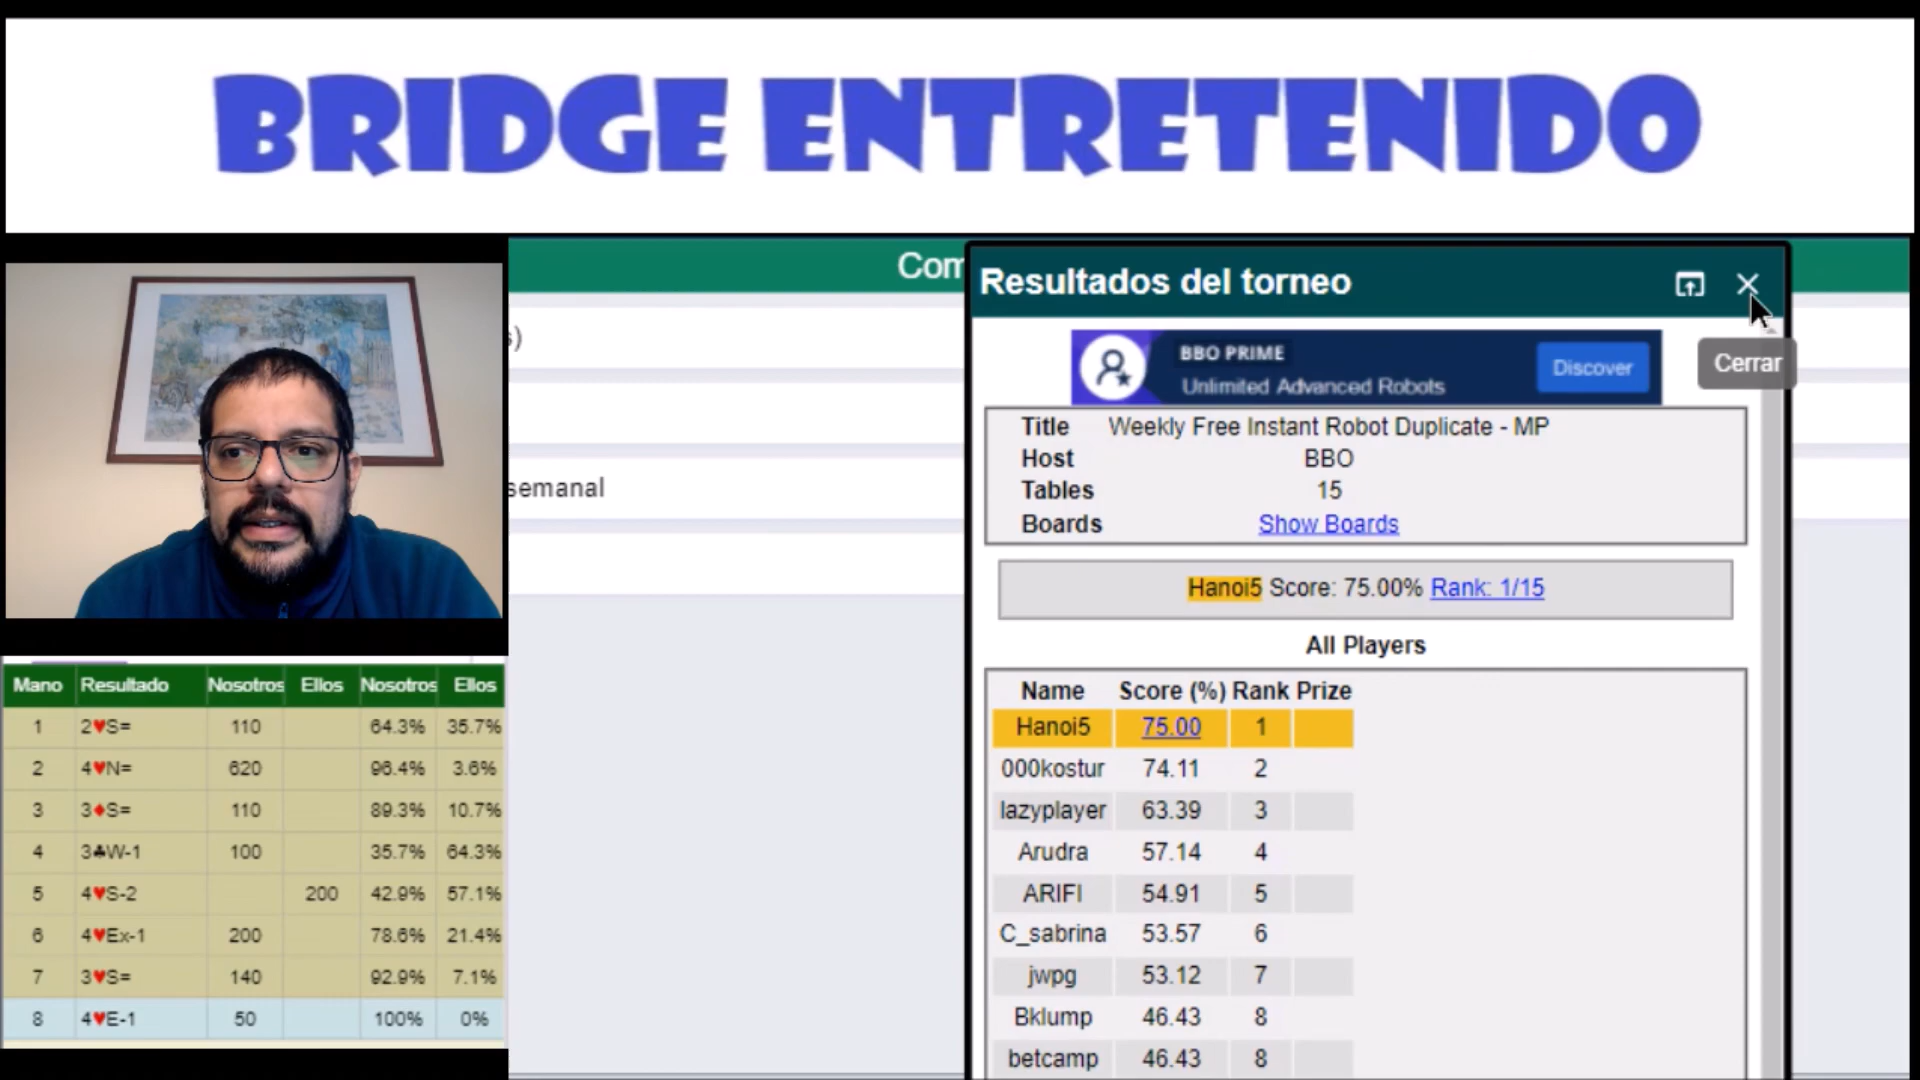 BRIDGE ENTRETENIDO
Com
s)
semanal
Resultados del torneo
Cerrar
BBO PRIME
Unlimited Advanced Robots
Discover
Title Weekly Free Instant Robot Duplicate - MP
Host BBO
Tables 15
Boards Show Boards
Hanoi5 Score: 75.00% Rank: 1/15
All Players
Name Score (%) Rank Prize
Hanoi5 75.00 1
000kostur 74.11 2
lazyplayer 63.39 3
Arudra 57.14 4
ARIFI 54.91 5
C_sabrina 53.57 6
jwpg 53.12 7
Bklump 46.43 8
betcamp 46.43 8
Mano Resultado Nosotros Ellos Nosotros Ellos
1 2♥S= 110 64.3% 35.7%
2 4♥N= 620 96.4% 3.6%
3 3♦S= 110 89.3% 10.7%
4 3♣W-1 100 35.7% 64.3%
5 4♥S-2 200 42.9% 57.1%
6 4♥Ex-1 200 78.6% 21.4%
7 3♥S= 140 92.9% 7.1%
8 4♥E-1 50 100% 0%